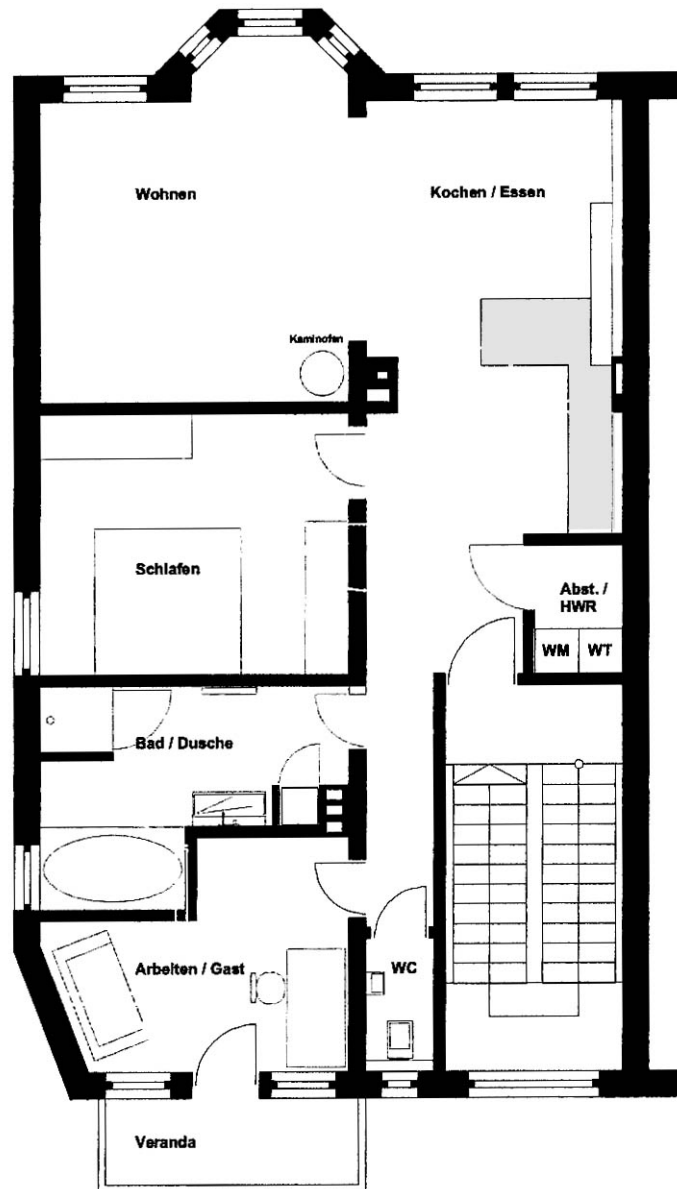 Wohnen
Kochen / Essen
Kaminofen
Schlafen
Abst. /
HWR
WM
WT
Bad / Dusche
Arbeiten / Gast
WC
Veranda